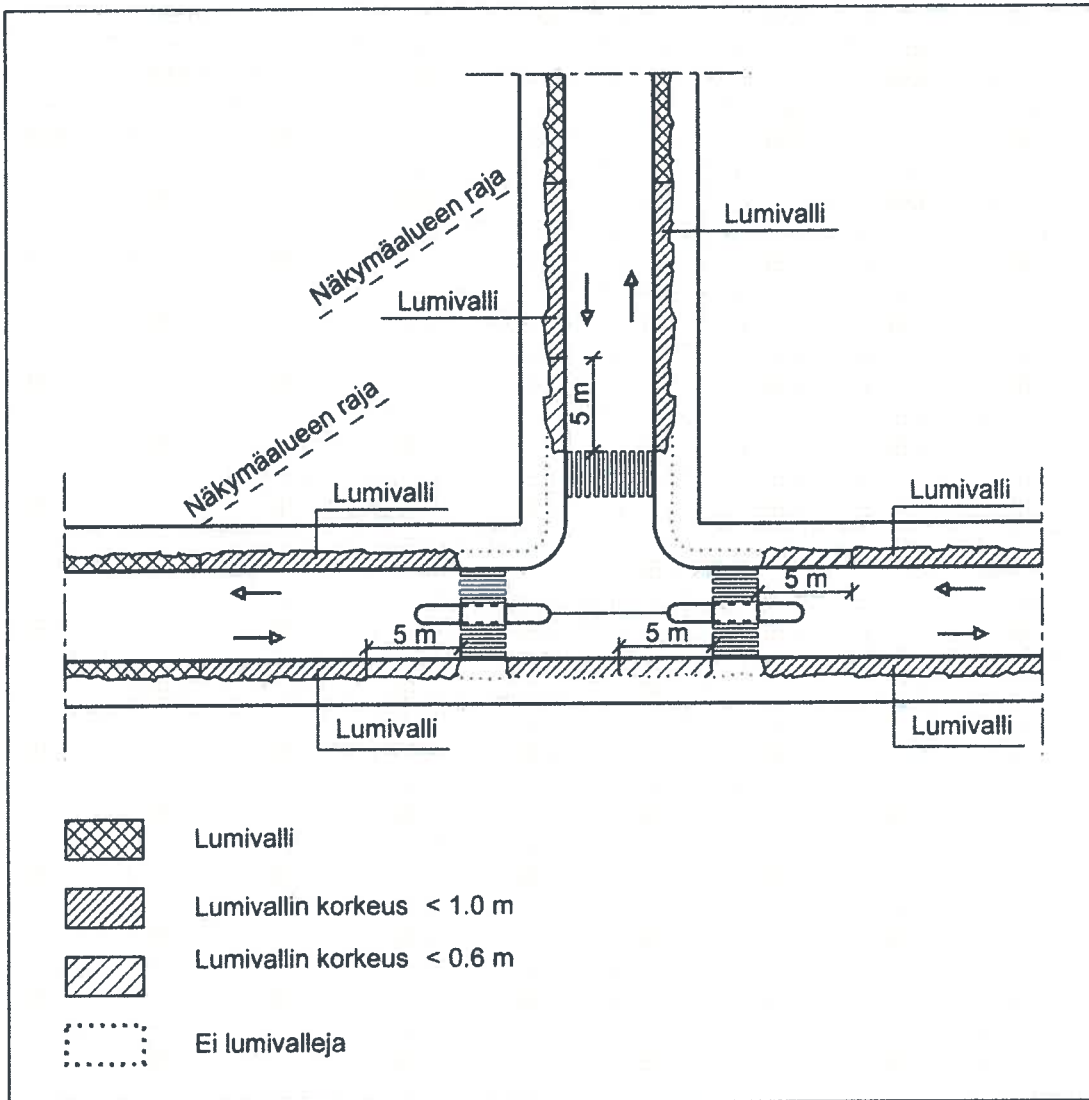 Näkymäalueen raja
Lumivalli
Lumivalli
5 m
Näkymäalueen raja
Lumivalli
Lumivalli
5 m
5 m
5 m
Lumivalli
Lumivalli
Lumivalli
Lumivallin korkeus < 1.0 m
Lumivallin korkeus < 0.6 m
Ei lumivalleja